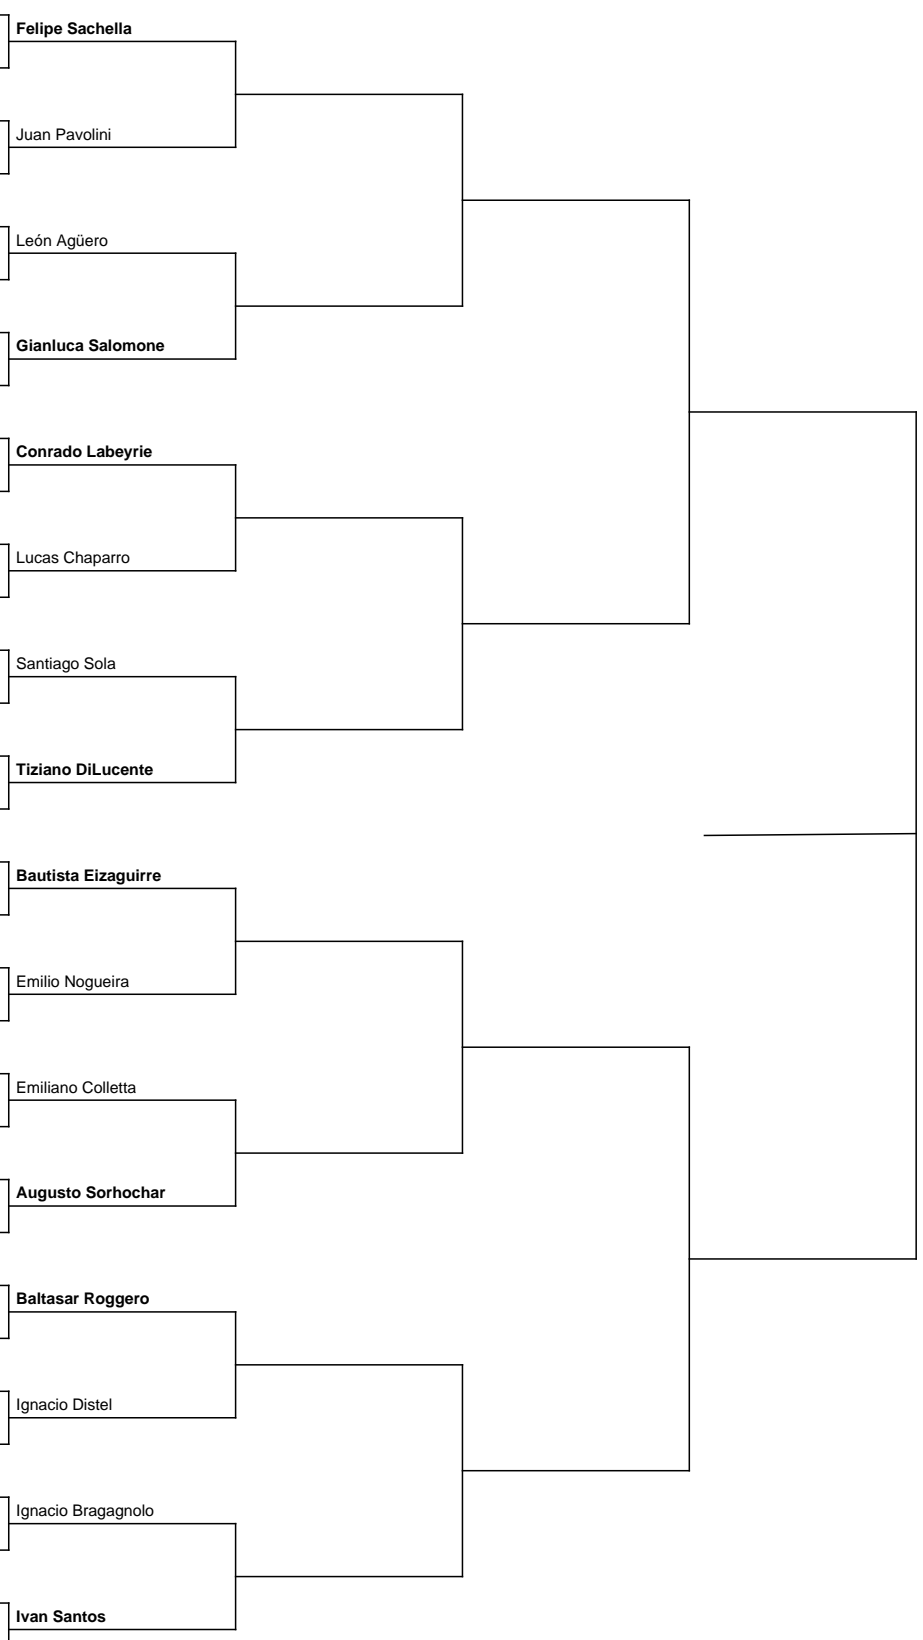 Felipe Sachella
Juan Pavolini
León Agüero
Gianluca Salomone
Conrado Labeyrie
Lucas Chaparro
Santiago Sola
Tiziano DiLucente
Bautista Eizaguirre
Emilio Nogueira
Emiliano Colletta
Augusto Sorhochar
Baltasar Roggero
Ignacio Distel
Ignacio Bragagnolo
Ivan Santos